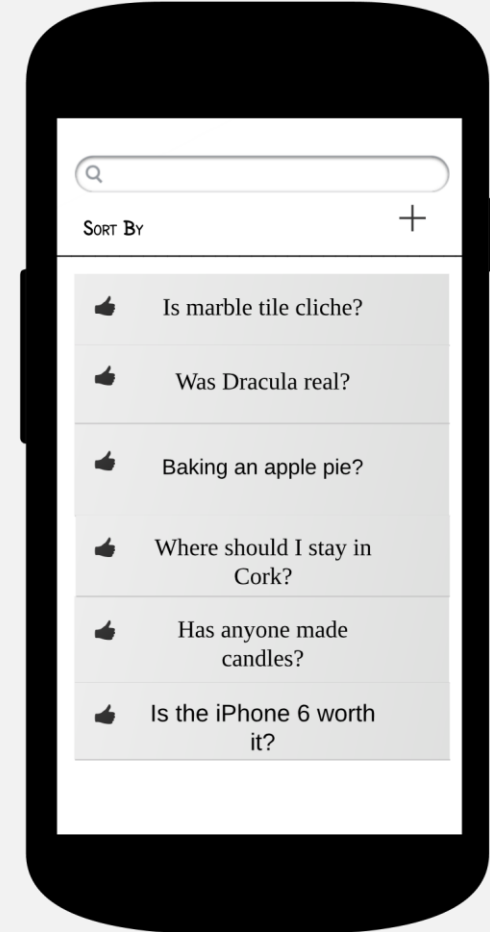 Sort By
Is marble tile cliche?
Was Dracula real?
Baking an apple pie?
Where should I stay in
Cork?
Has anyone made
candles?
Is the iPhone 6 worth
it?